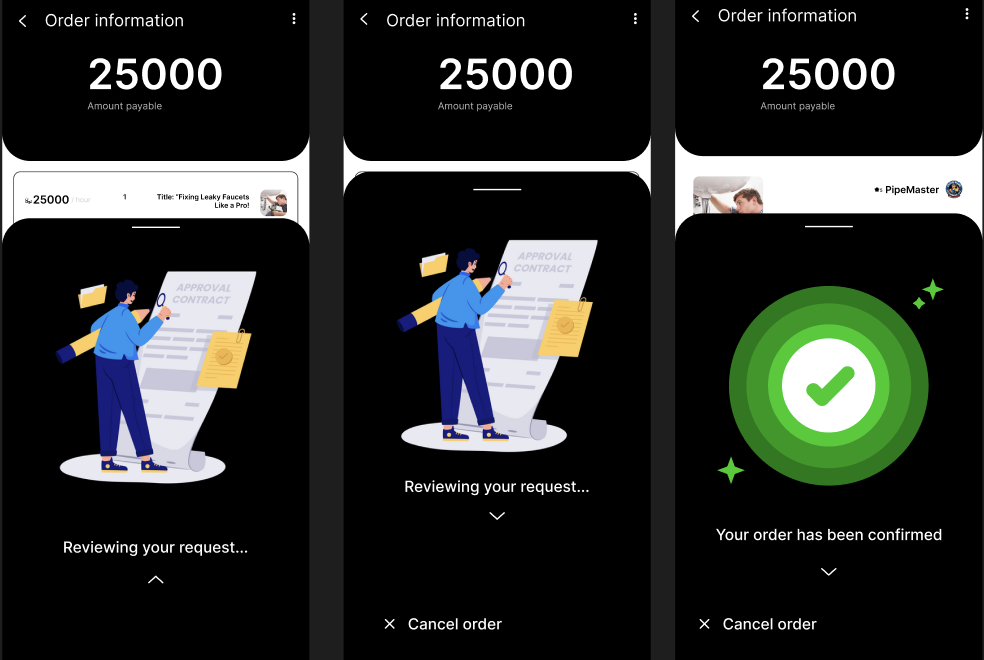 Order information
25000
Amount payable
25000 / hour
1
Title: "Fixing Leaky Faucets
Like a Pro!
APPROVAL
CONTRACT
Reviewing your request...
Order information
25000
Amount payable
APPROVAL
CONTRACT
Reviewing your request...
Cancel order
Order information
25000
Amount payable
5 PipeMaster
Your order has been confirmed
Cancel order